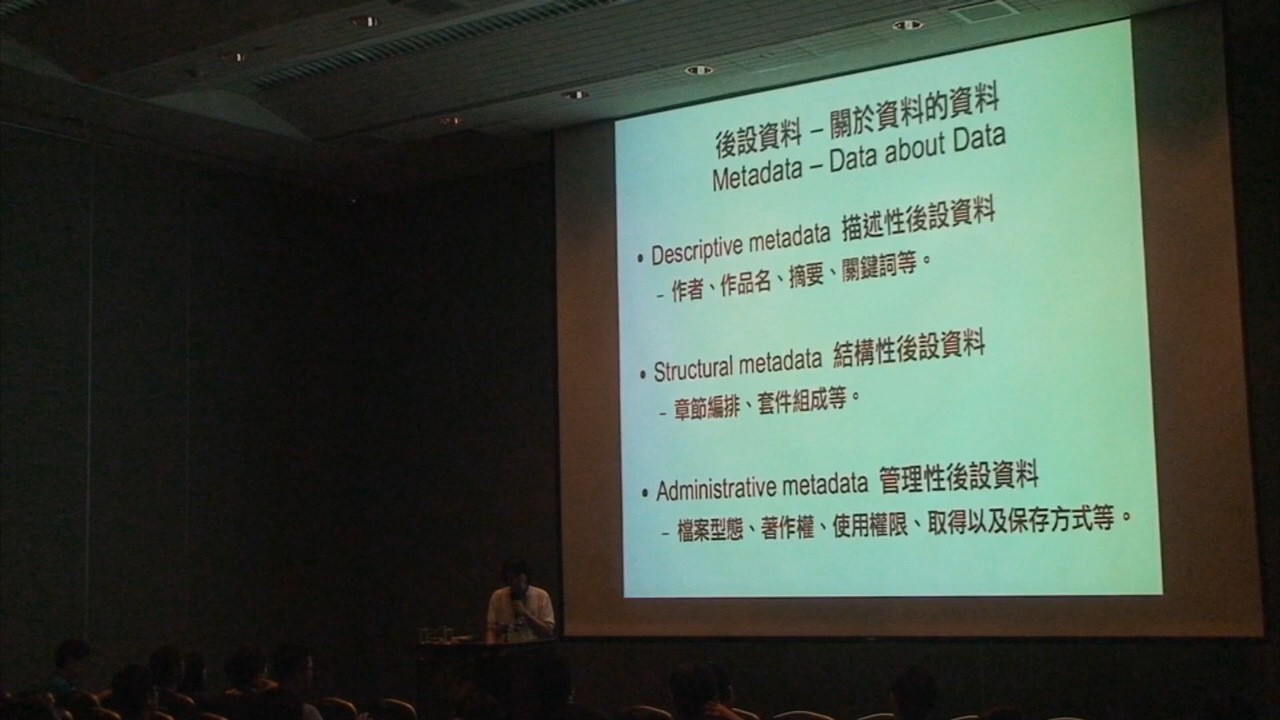 後設資料 – 關於資料的資料
Metadata – Data about Data
• Descriptive metadata 描述性後設資料
– 作者、作品名、摘要、關鍵詞等。
• Structural metadata 結構性後設資料
– 章節編排、套件組成等。
• Administrative metadata 管理性後設資料
– 檔案型態、著作權、使用權限、取得以及保存方式等。